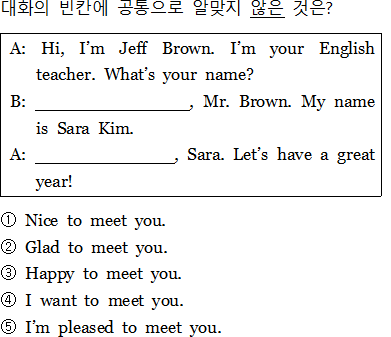 대화의 빈칸에 공통으로 알맞지 않은 것은?
A: Hi, I'm Jeff Brown. I'm your English
teacher. What's your name?
B: __________________, Mr. Brown. My name
is Sara Kim.
A: ________________, Sara. Let's have a great
year!
① Nice to meet you.
② Glad to meet you.
③ Happy to meet you.
④ I want to meet you.
⑤ I'm pleased to meet you.